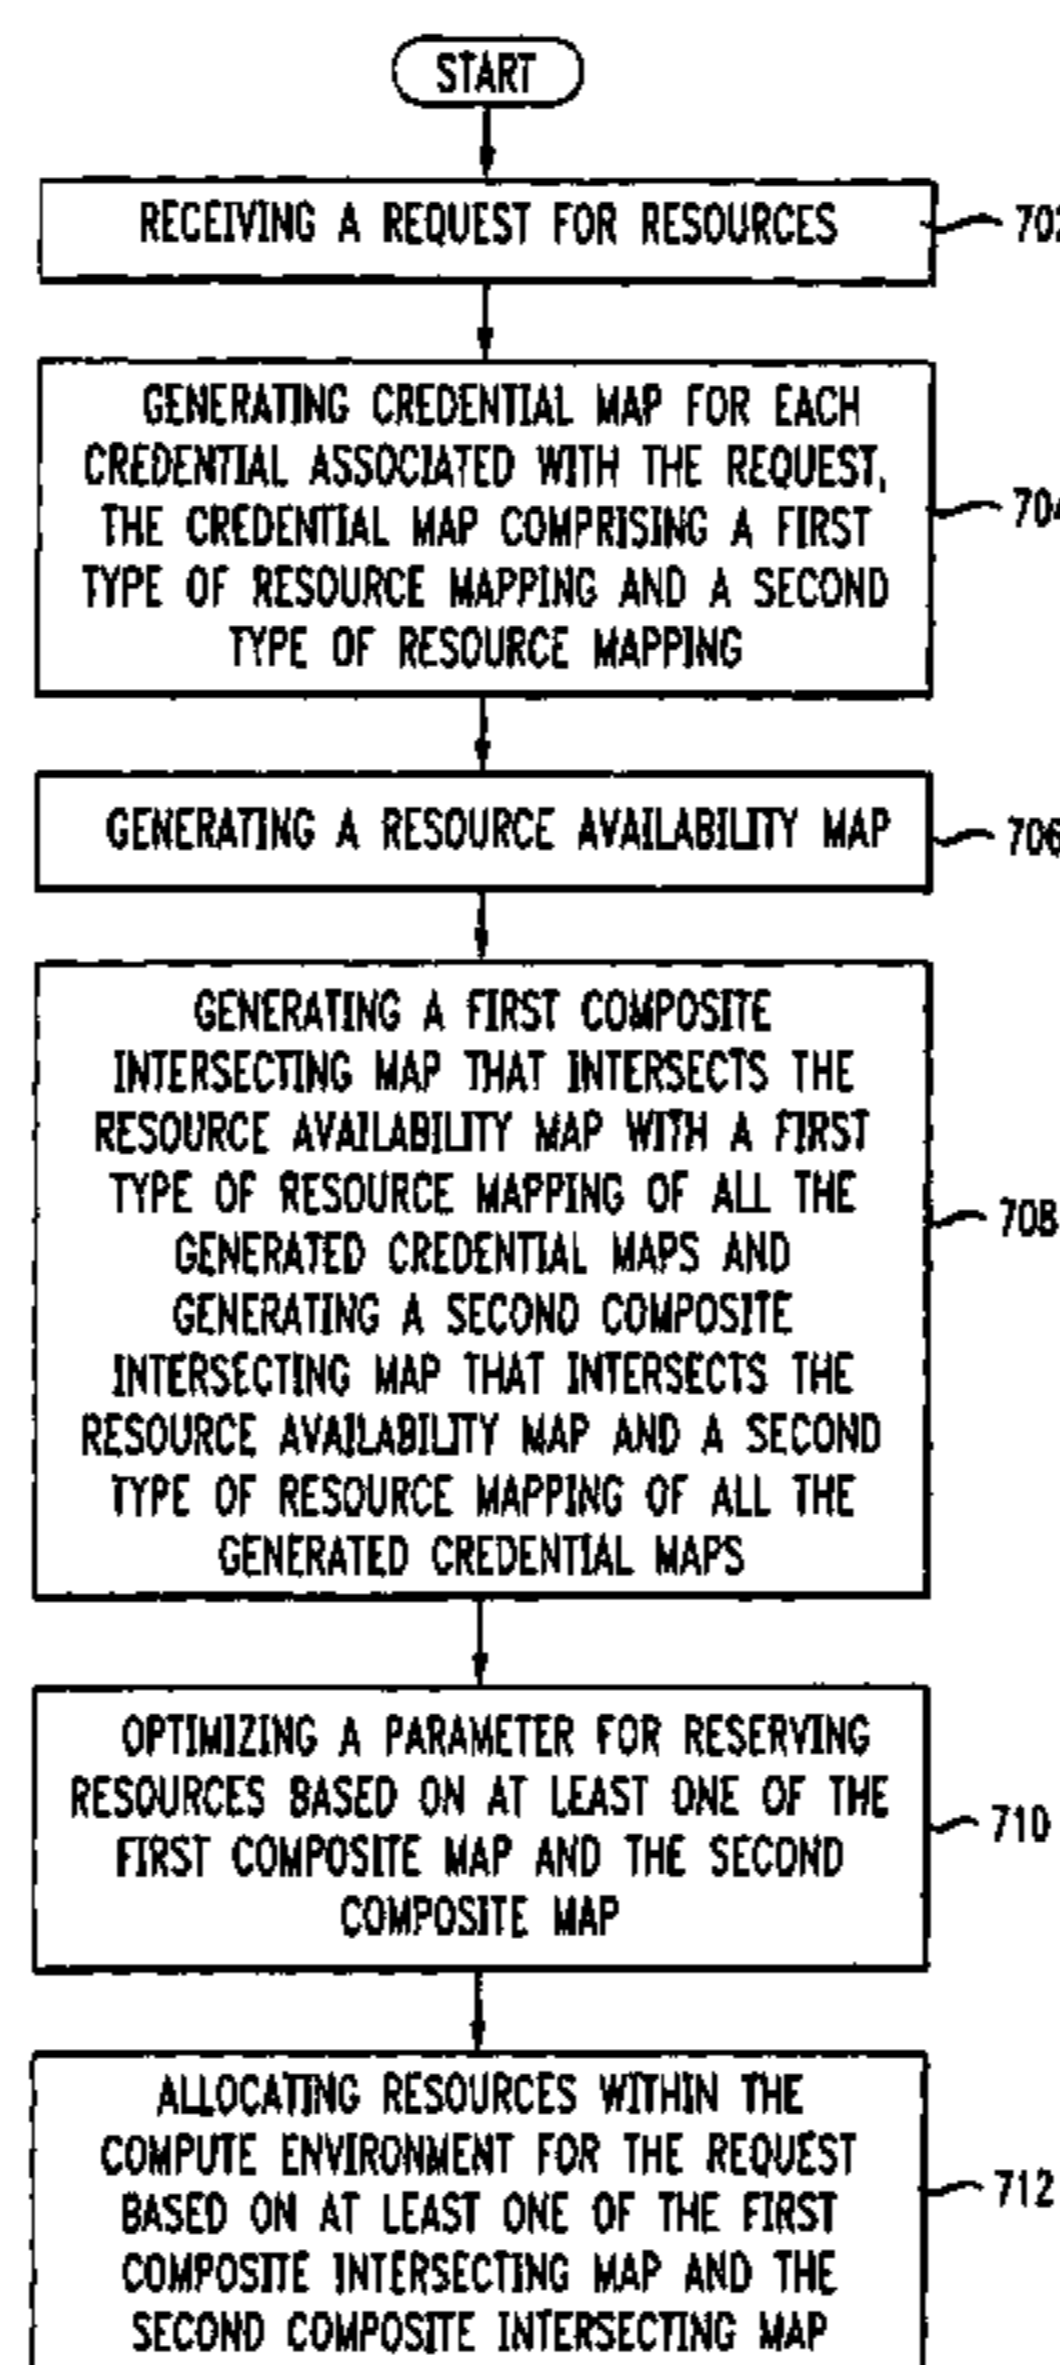 START
RECEIVING A REQUEST FOR RESOURCES
702
GENERATING CREDENTIAL MAP FOR EACH
CREDENTIAL ASSOCIATED WITH THE REQUEST,
THE CREDENTIAL MAP COMPRISING A FIRST
TYPE OF RESOURCE MAPPING AND A SECOND
TYPE OF RESOURCE MAPPING
704
GENERATING A RESOURCE AVAILABILITY MAP
706
GENERATING A FIRST COMPOSITE
INTERSECTING MAP THAT INTERSECTS THE
RESOURCE AVAILABILITY MAP WITH A FIRST
TYPE OF RESOURCE MAPPING OF ALL THE
GENERATED CREDENTIAL MAPS AND
GENERATING A SECOND COMPOSITE
INTERSECTING MAP THAT INTERSECTS THE
RESOURCE AVAILABILITY MAP AND A SECOND
TYPE OF RESOURCE MAPPING OF ALL THE
GENERATED CREDENTIAL MAPS
708
OPTIMIZING A PARAMETER FOR RESERVING
RESOURCES BASED ON AT LEAST ONE OF THE
FIRST COMPOSITE MAP AND THE SECOND
COMPOSITE MAP
710
ALLOCATING RESOURCES WITHIN THE
COMPUTE ENVIRONMENT FOR THE REQUEST
BASED ON AT LEAST ONE OF THE FIRST
COMPOSITE INTERSECTING MAP AND THE
SECOND COMPOSITE INTERSECTING MAP
712